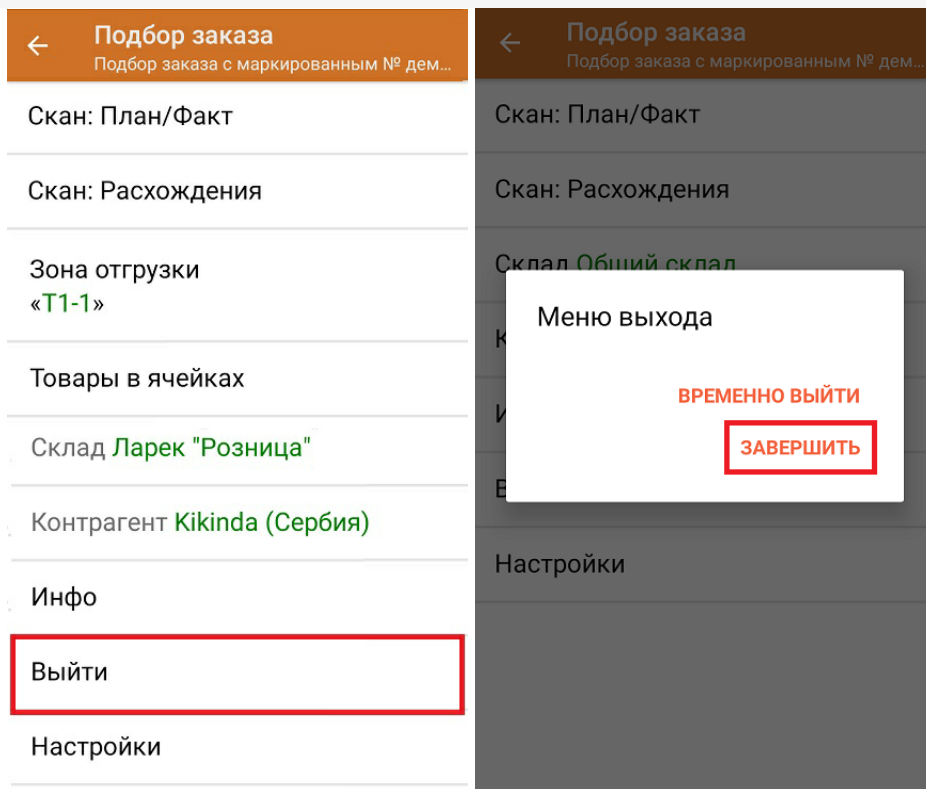 Подбор заказа
Подбор заказа с маркированным № дем...
Скан: План/Факт
Скан: Расхождения
Зона отгрузки
«Т1-1»
Товары в ячейках
Склад Ларек "Розница"
Контрагент Kikinda (Сербия)
Инфо
Выйти
Настройки
Подбор заказа
Подбор заказа с маркированным № дем...
Скан: План/Факт
Скан: Расхождения
Склад Общий склад
Меню выхода
ВРЕМЕННО ВЫЙТИ
ЗАВЕРШИТЬ
Настройки